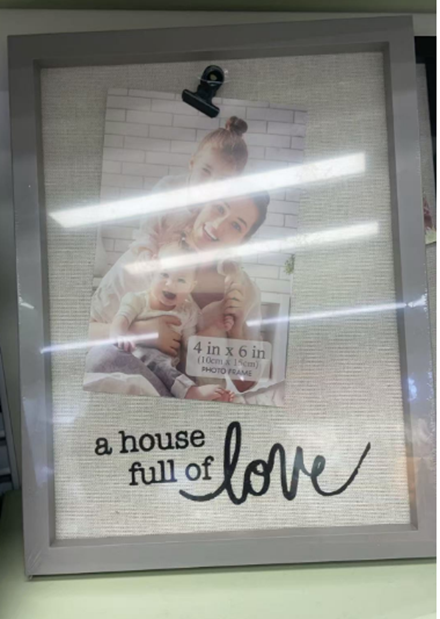 4 in x 6 in
(10cm x 15cm)
PHOTO FRAME
a house
full of love